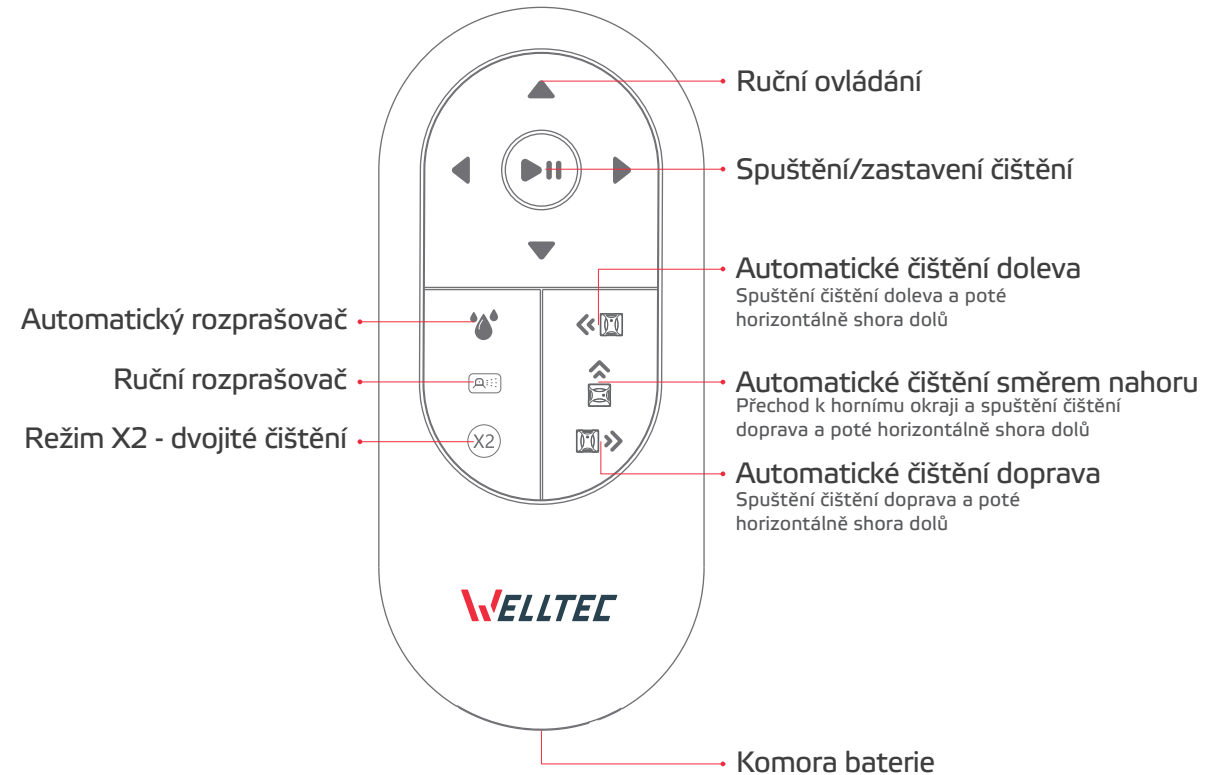 Ruční ovládání
Spuštění/zastavení čištění
Automatické čištění doleva
Spuštění čištění doleva a poté
horizontálně shora dolů
Automatický rozprašovač
Ruční rozprašovač
Režim X2 - dvojité čištění
X2
Automatické čištění směrem nahoru
Přechod k hornímu okraji a spuštění čištění
doprava a poté horizontálně shora dolů
Automatické čištění doprava
Spuštění čištění doprava a poté
horizontálně shora dolů
WELLTEC
Komora baterie